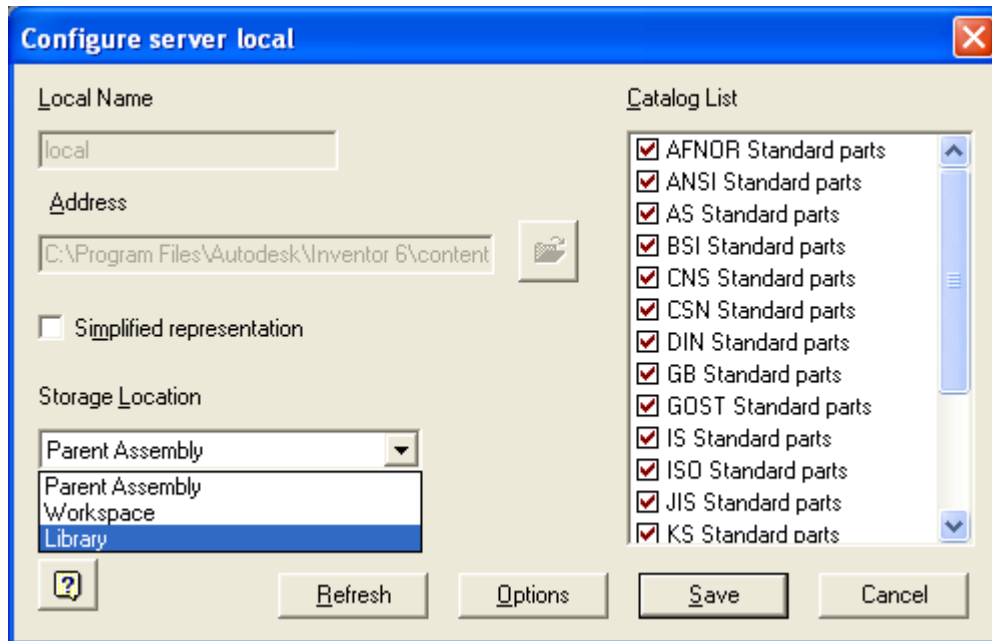 Configure server local
Local Name
local
Address
C:\Program Files\Autodesk\Inventor 6\content
Simplified representation
Storage Location
Parent Assembly
Parent Assembly
Workspace
Library
Catalog List
AFNOR Standard parts
ANSI Standard parts
AS Standard parts
BSI Standard parts
CNS Standard parts
CSN Standard parts
DIN Standard parts
GB Standard parts
GOST Standard parts
IS Standard parts
ISO Standard parts
JIS Standard parts
KS Standard parts
?
Refresh
Options
Save
Cancel